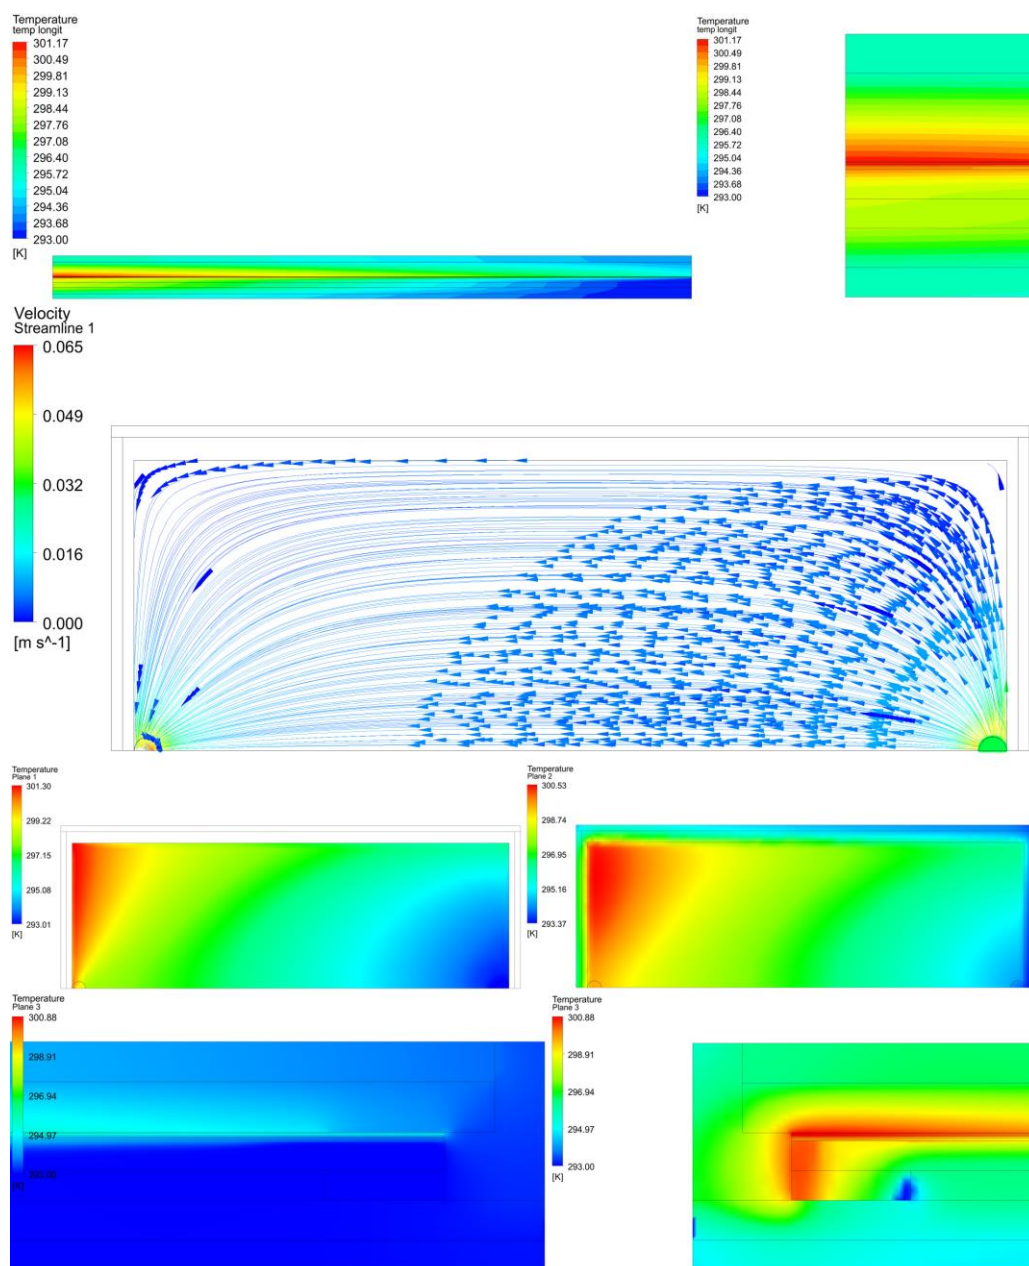 Temperature
temp longit
301.17
300.49
299.81
299.13
298.44
297.76
297.08
296.40
295.72
295.04
294.36
293.68
293.00
[K]
Temperature
temp longit
301.17
300.49
299.81
299.13
298.44
297.76
297.08
296.40
295.72
295.04
294.36
293.68
293.00
[K]
Velocity
Streamline 1
0.065
0.049
0.032
0.016
0.000
[m s^-1]
Temperature
Plane 1
301.30
299.22
297.15
295.08
293.01
[K]
Temperature
Plane 2
300.53
298.74
296.95
295.16
293.37
[K]
Temperature
Plane 3
300.88
298.91
296.94
294.97
293.00
[K]
Temperature
Plane 3
300.88
298.91
296.94
294.97
293.00
[K]